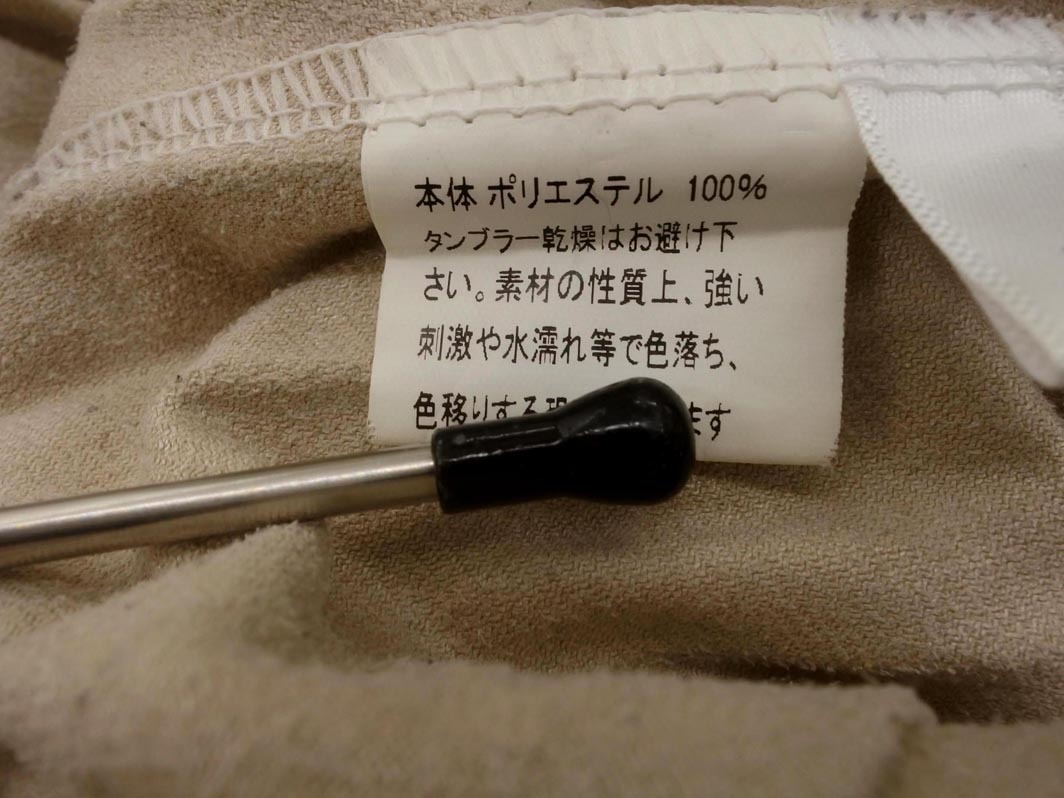 本体 ポリエステル 100%
タンブラー乾燥はお避け下
さい。素材の性質上、強い
刺激や水濡れ等で色落ち、
色移りする ます